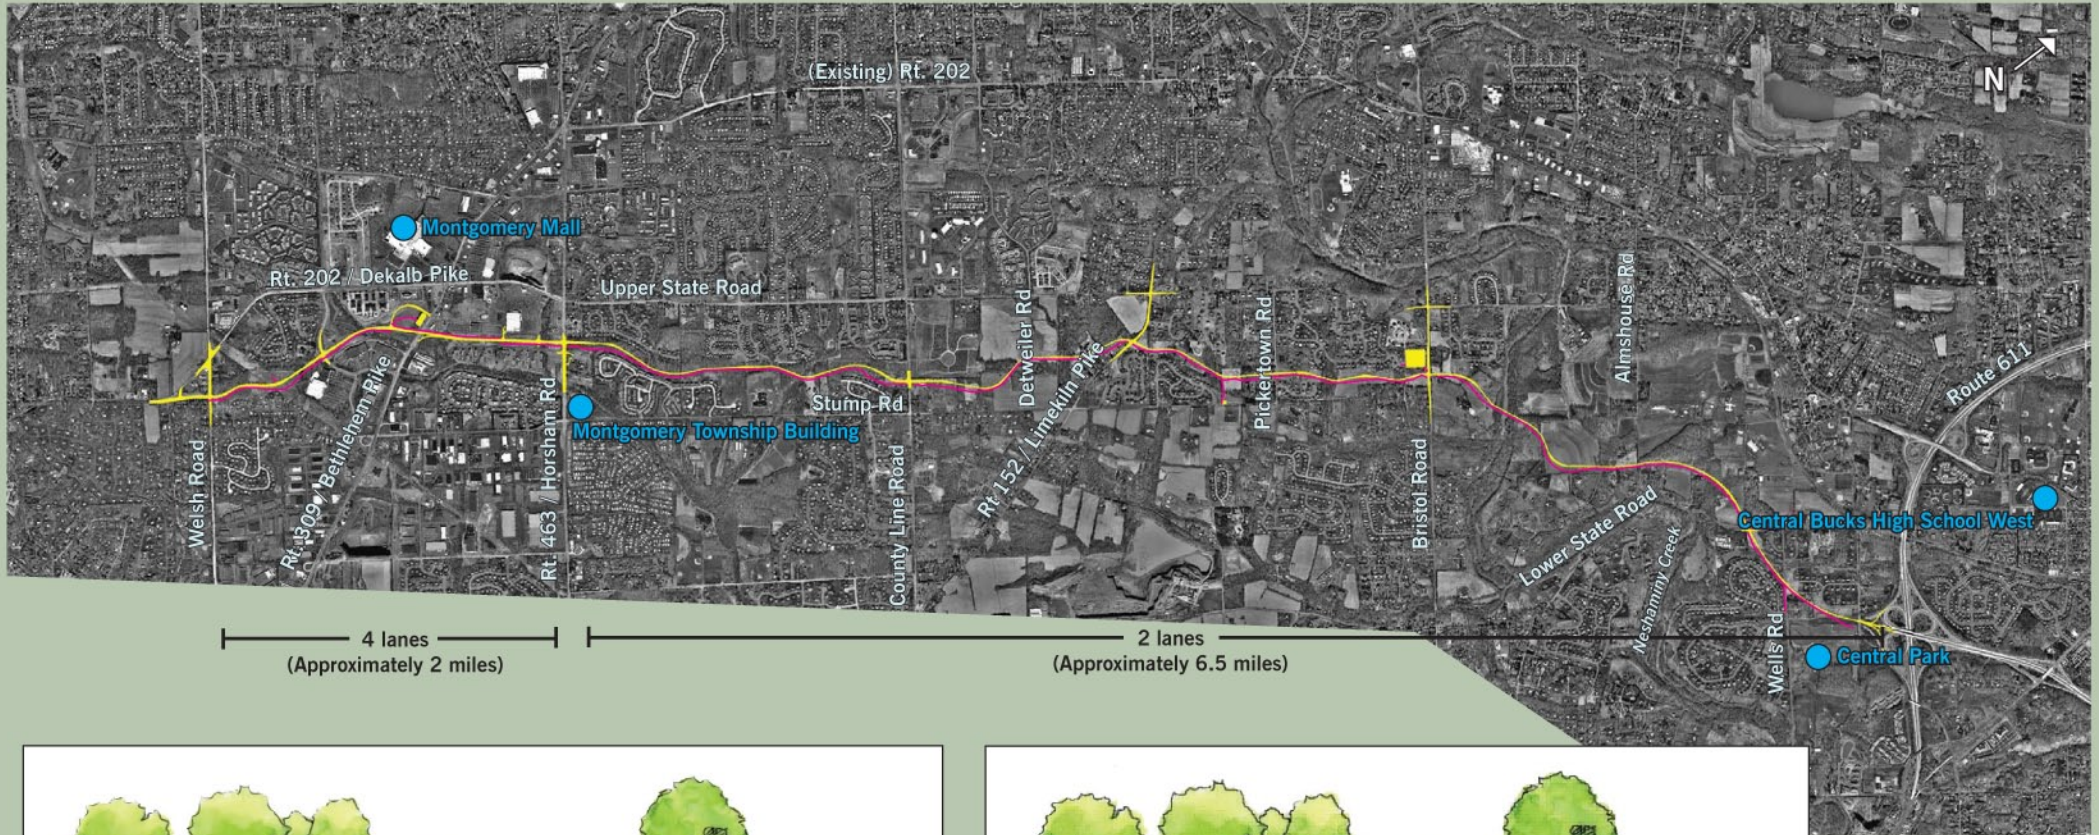 (Existing) Rt. 202
N
Montgomery Mall
Rt. 202 / Dekalb Pike
Upper State Road
Detweiler Rd
Pickertown Rd
Almshouse Rd
Route 611
Stump Rd
Montgomery Township Building
Welsh Road
Rt. 309 / Bethlehem Pike
Rt. 463 / Horsham Rd
County Line Road
Rt 152 / Limekiln Pike
Bristol Road
Lower State Road
Neshaminy Creek
Central Bucks High School West
Wells Rd
Central Park
4 lanes
(Approximately 2 miles)
2 lanes
(Approximately 6.5 miles)